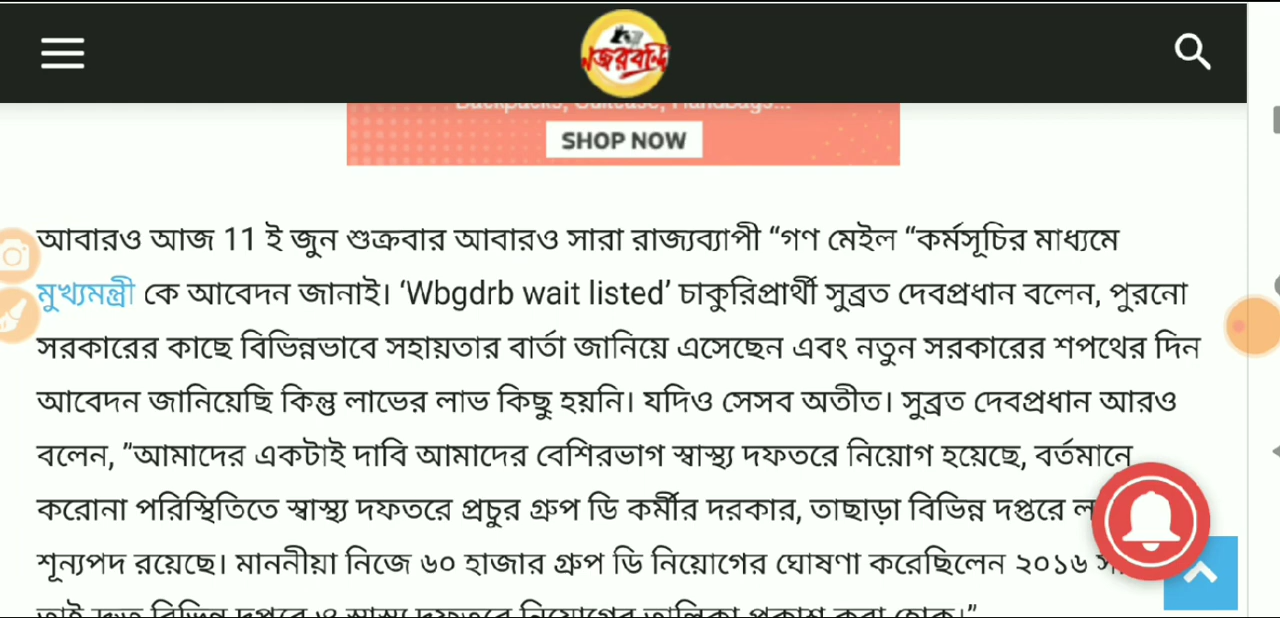 নজরবন্দি
SHOP NOW
আবারও আজ 11 ই জুন শুক্রবার আবারও সারা রাজ্যব্যাপী “গণ মেইল “কর্মসূচির মাধ্যমে
মুখ্যমন্ত্রী কে আবেদন জানাই। ‘Wbgdrb wait listed’ চাকুরিপ্রার্থী সুব্রত দেবপ্রধান বলেন, পুরনো
সরকারের কাছে বিভিন্নভাবে সহায়তার বার্তা জানিয়ে এসেছেন এবং নতুন সরকারের শপথের দিন
আবেদন জানিয়েছি কিন্তু লাভের লাভ কিছু হয়নি। যদিও সেসব অতীত। সুব্রত দেবপ্রধান আরও
বলেন, ”আমাদের একটাই দাবি আমাদের বেশিরভাগ স্বাস্থ্য দফতরে নিয়োগ হয়েছে, বর্তমানে
করোনা পরিস্থিতিতে স্বাস্থ্য দফতরে প্রচুর গ্রুপ ডি কর্মীর দরকার, তাছাড়া বিভিন্ন দপ্তরে
শূন্যপদ রয়েছে। মাননীয়া নিজে ৬০ হাজার গ্রুপ ডি নিয়োগের ঘোষণা করেছিলেন ২০১৬